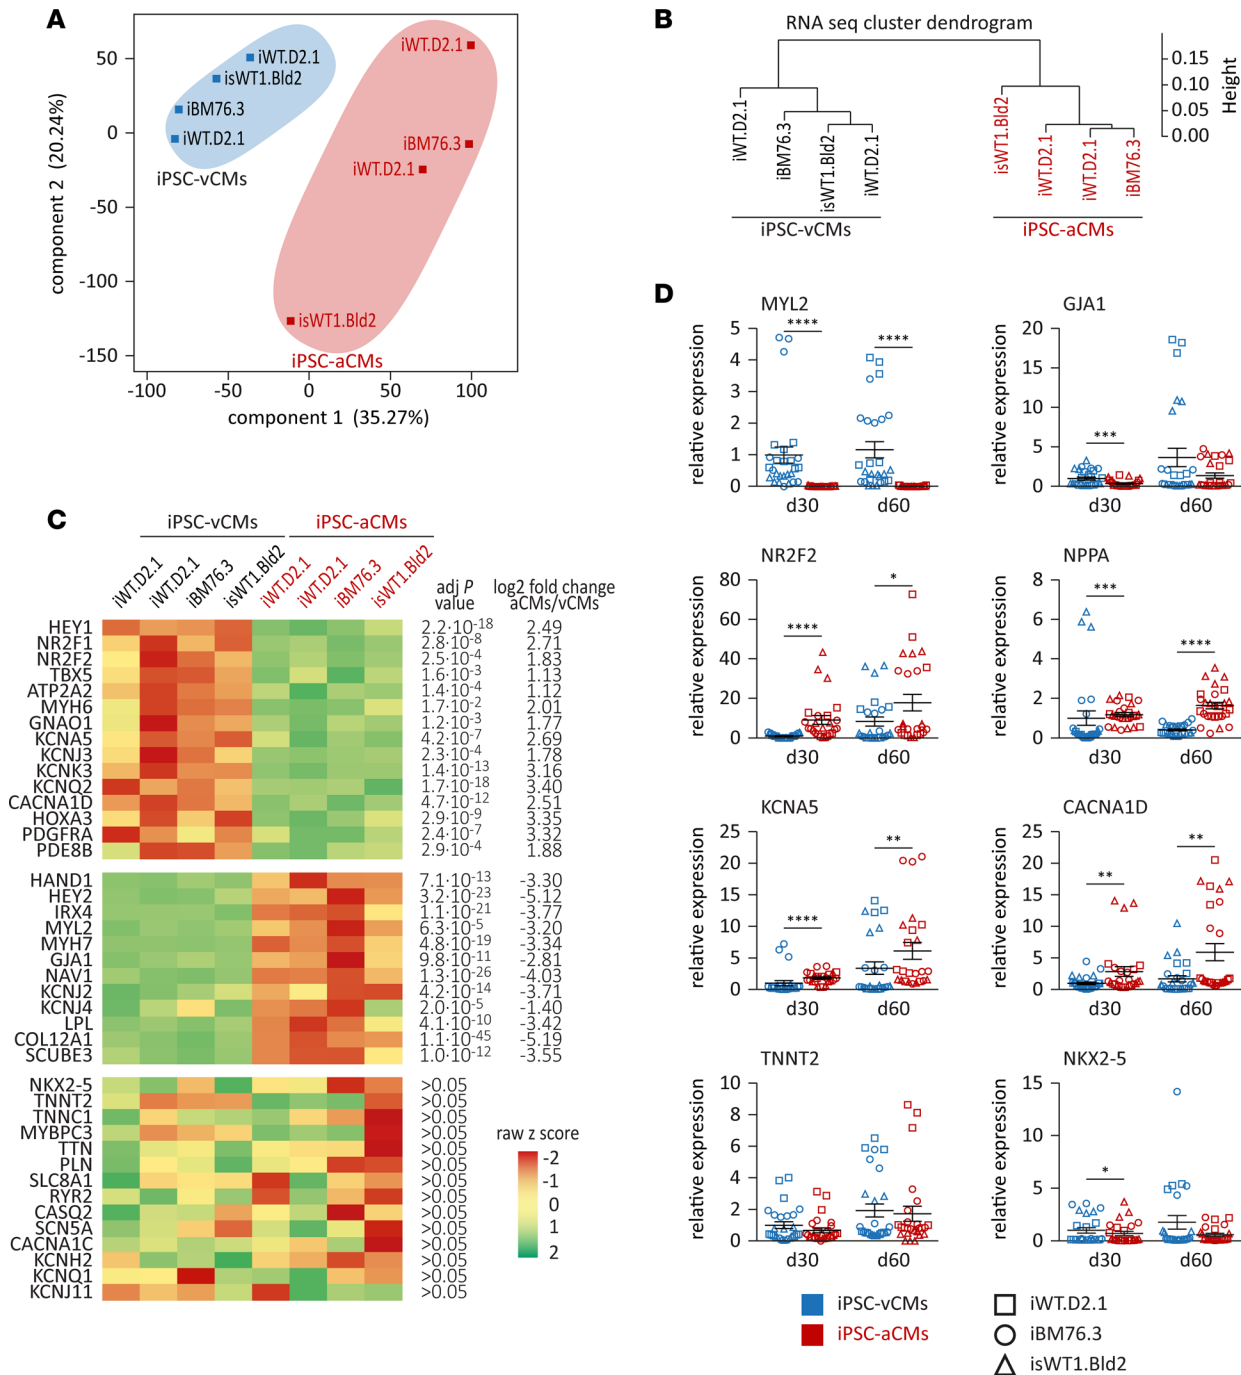 A
50
0
-50
-100
-150
component 2 (20.24%)
iWT.D2.1
isWT1.Bld2
iBM76.3
iWT.D2.1
iPSC-vCMs
iWT.D2.1
iBM76.3
iWT.D2.1
isWT1.Bld2
iPSC-aCMs
-100
-50
0
50
100
component 1 (35.27%)
B
RNA seq cluster dendrogram
iWT.D2.1
iBM76.3
isWT1.Bld2
iWT.D2.1
isWT1.Bld2
iWT.D2.1
iWT.D2.1
iBM76.3
0.15
0.10
0.05
0.00
Height
iPSC-vCMs
iPSC-aCMs
C
iPSC-vCMs
iPSC-aCMs
iWT.D2.1
iWT.D2.1
iBM76.3
isWT1.Bld2
iWT.D2.1
iWT.D2.1
iBM76.3
isWT1.Bld2
adj P value
log2 fold change aCMs/vCMs
HEY1 2.2·10-18 2.49
NR2F1 2.8·10-8 2.71
NR2F2 2.5·10-4 1.83
TBX5 1.6·10-3 1.13
ATP2A2 1.4·10-4 1.12
MYH6 1.7·10-2 2.01
GNAO1 1.2·10-3 1.77
KCNA5 4.2·10-7 2.69
KCNJ3 2.3·10-4 1.78
KCNK3 1.4·10-13 3.16
KCNQ2 1.7·10-18 3.40
CACNA1D 4.7·10-12 2.51
HOXA3 2.9·10-9 3.35
PDGFRA 2.4·10-7 3.32
PDE8B 2.9·10-4 1.88
HAND1 7.1·10-13 -3.30
HEY2 3.2·10-23 -5.12
IRX4 1.1·10-21 -3.77
MYL2 6.3·10-5 -3.20
MYH7 4.8·10-19 -3.34
GJA1 9.8·10-11 -2.81
NAV1 1.3·10-26 -4.03
KCNJ2 4.2·10-14 -3.71
KCNJ4 2.0·10-5 -1.40
LPL 4.1·10-10 -3.42
COL12A1 1.1·10-45 -5.19
SCUBE3 1.0·10-12 -3.55
NKX2-5 >0.05
TNNT2 >0.05
TNNC1 >0.05
MYBPC3 >0.05
TTN >0.05
PLN >0.05
SLC8A1 >0.05
RYR2 >0.05
CASQ2 >0.05
SCN5A >0.05
CACNA1C >0.05
KCNH2 >0.05
KCNQ1 >0.05
KCNJ11 >0.05
raw z score
-2
-1
0
1
2
D
MYL2
relative expression
5
4
3
2
1
0
****
****
d30
d60
GJA1
relative expression
20
15
10
5
0
***
d30
d60
NR2F2
relative expression
80
60
40
20
0
****
*
d30
d60
NPPA
relative expression
8
6
4
2
0
***
****
d30
d60
KCNA5
relative expression
25
20
15
10
5
0
****
**
d30
d60
CACNA1D
relative expression
25
20
15
10
5
0
**
**
d30
d60
TNNT2
relative expression
10
8
6
4
2
0
d30
d60
NKX2-5
relative expression
15
10
5
0
*
d30
d60
iPSC-vCMs
iPSC-aCMs
iWT.D2.1
iBM76.3
isWT1.Bld2